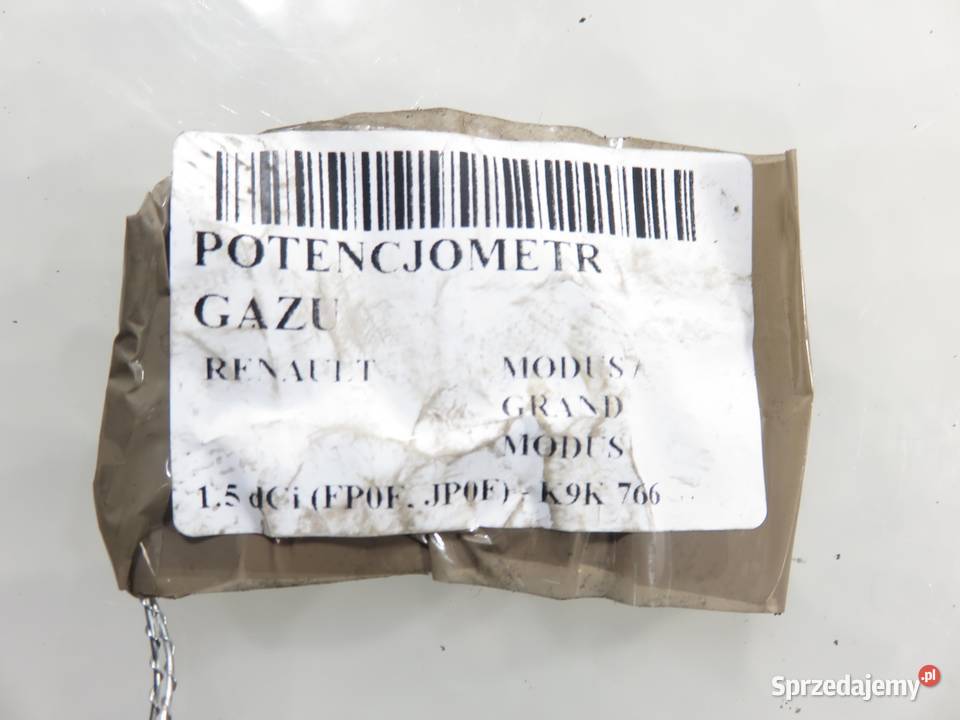 POTENCJOMETR
GAZU
RENAULT MODUS /
GRAND
MODUS
1.5 dCi (FP0F, JP0F) - K9K 766
Sprzedajemy.pl